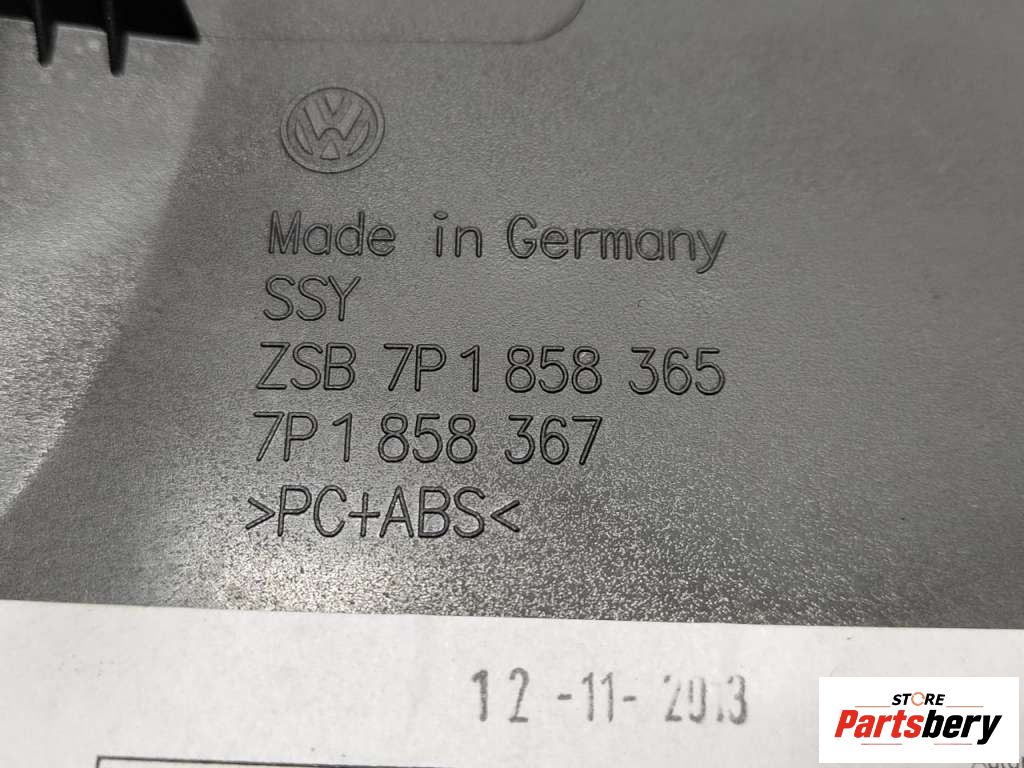 Made in Germany
SSY
ZSB 7P1 858 365
7P1 858 367
>PC+ABS<
12 -11- 2013
STORE
Partsbery